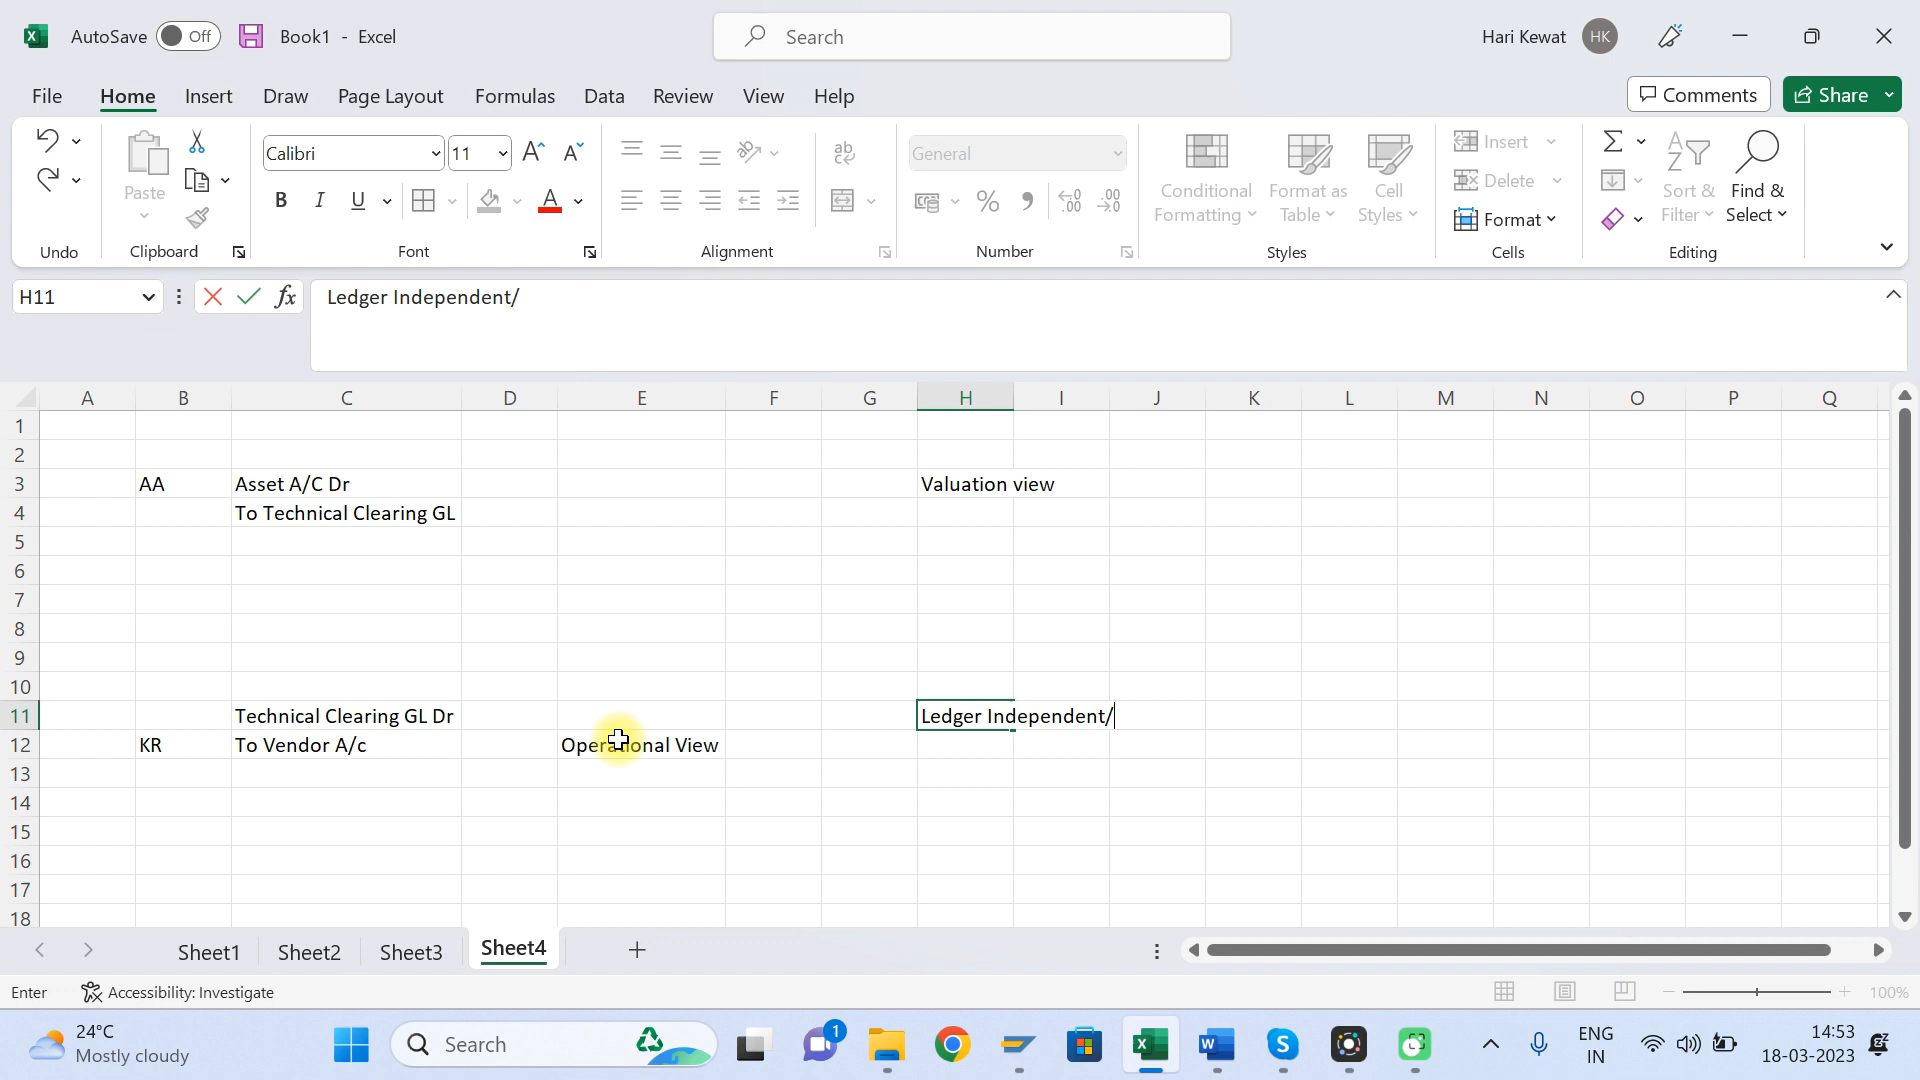 AutoSave Off Book1 - Excel Search Hari Kewat HK
File Home Insert Draw Page Layout Formulas Data Review View Help Comments Share
Calibri 11 ab General Insert
Paste Conditional Format as Cell Delete Sort & Find &
B I U A % Formatting Table Styles Format Filter Select
Undo Clipboard Font Alignment Number Styles Cells Editing
H11 fx Ledger Independent/
A B C D E F G H I J K L M N O P Q
1
2
3 AA Asset A/C Dr Valuation view
4 To Technical Clearing GL
5
6
7
8
9
10
11 Technical Clearing GL Dr Ledger Independent/
12 KR To Vendor A/c Operational View
13
14
15
16
17
18
Sheet1 Sheet2 Sheet3 Sheet4
Enter Accessibility: Investigate 100%
24°C ENG 14:53
Mostly cloudy Search 1 IN 18-03-2023